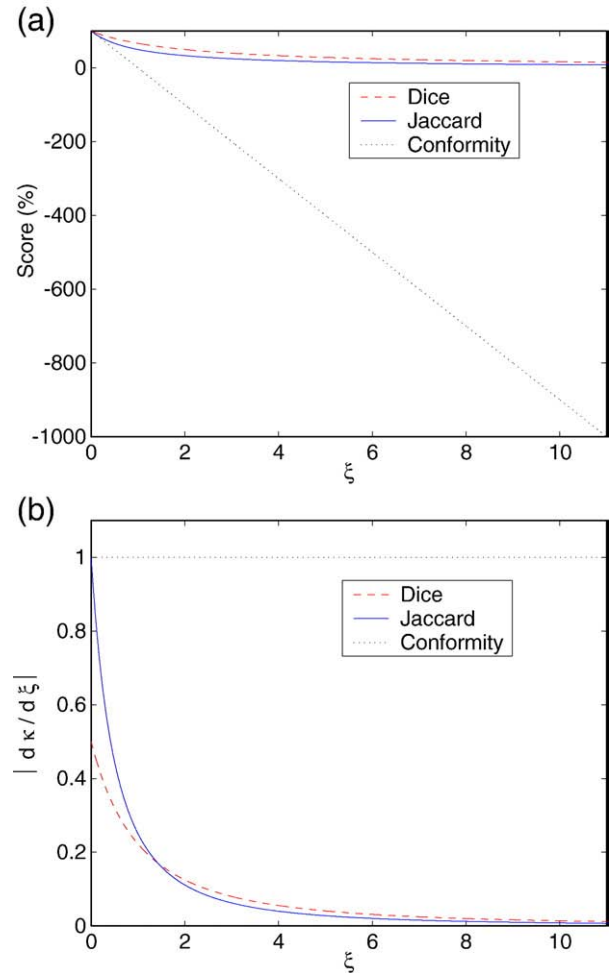 (a)
0
-200
-400
-600
-800
-1000
Score (%)
Dice
Jaccard
Conformity
0 2 4 6 8 10
ξ
(b)
1
0.8
0.6
0.4
0.2
0
| d κ / d ξ |
Dice
Jaccard
Conformity
0 2 4 6 8 10
ξ